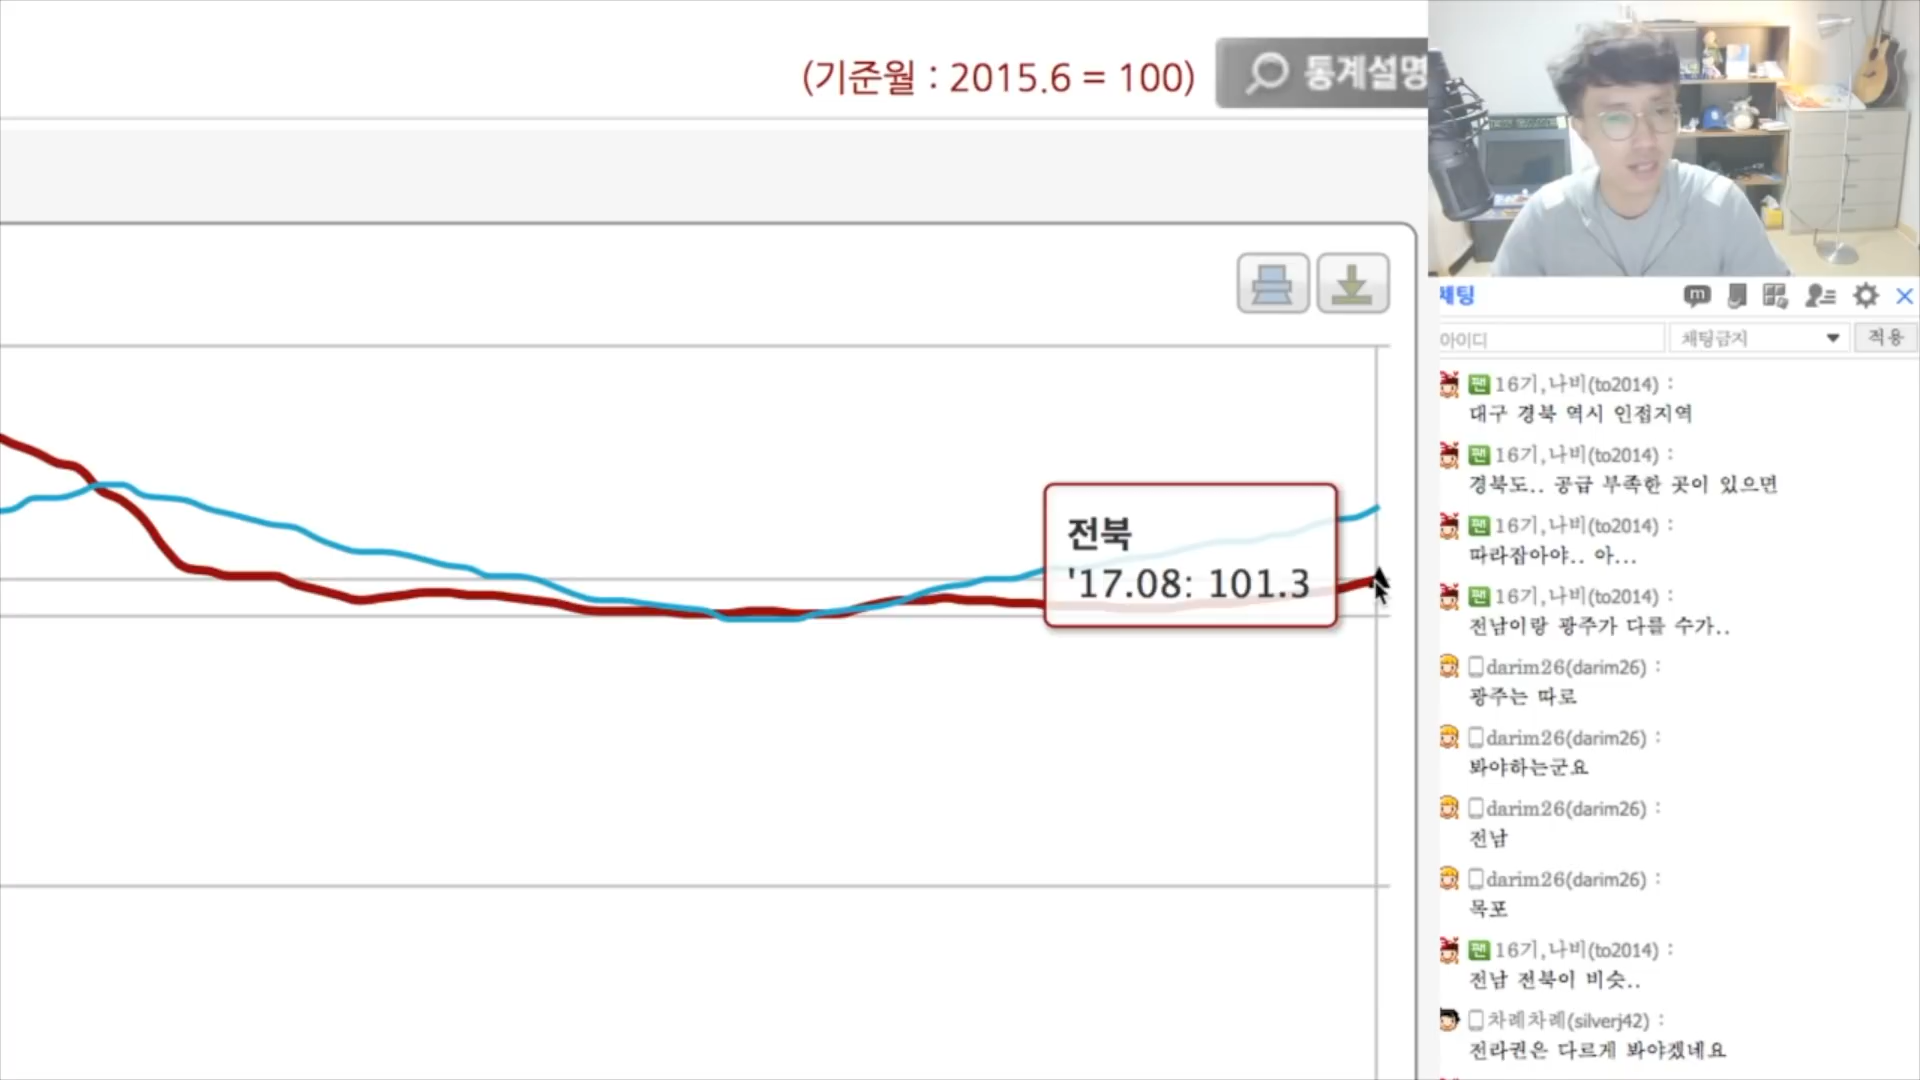 (기준월 : 2015.6 = 100)
통계설명
전북
'17.08: 101.3
채팅
아이디
채팅금지
적용
팬 16기,나비(to2014) :
대구 경북 역시 인접지역
팬 16기,나비(to2014) :
경북도.. 공급 부족한 곳이 있으면
팬 16기,나비(to2014) :
따라잡아야.. 아...
팬 16기,나비(to2014) :
전남이랑 광주가 다를 수가..
darim26(darim26) :
광주는 따로
darim26(darim26) :
봐야하는군요
darim26(darim26) :
전남
darim26(darim26) :
목포
팬 16기,나비(to2014) :
전남 전북이 비슷..
차례차례(silverj42) :
전라권은 다르게 봐야겠네요